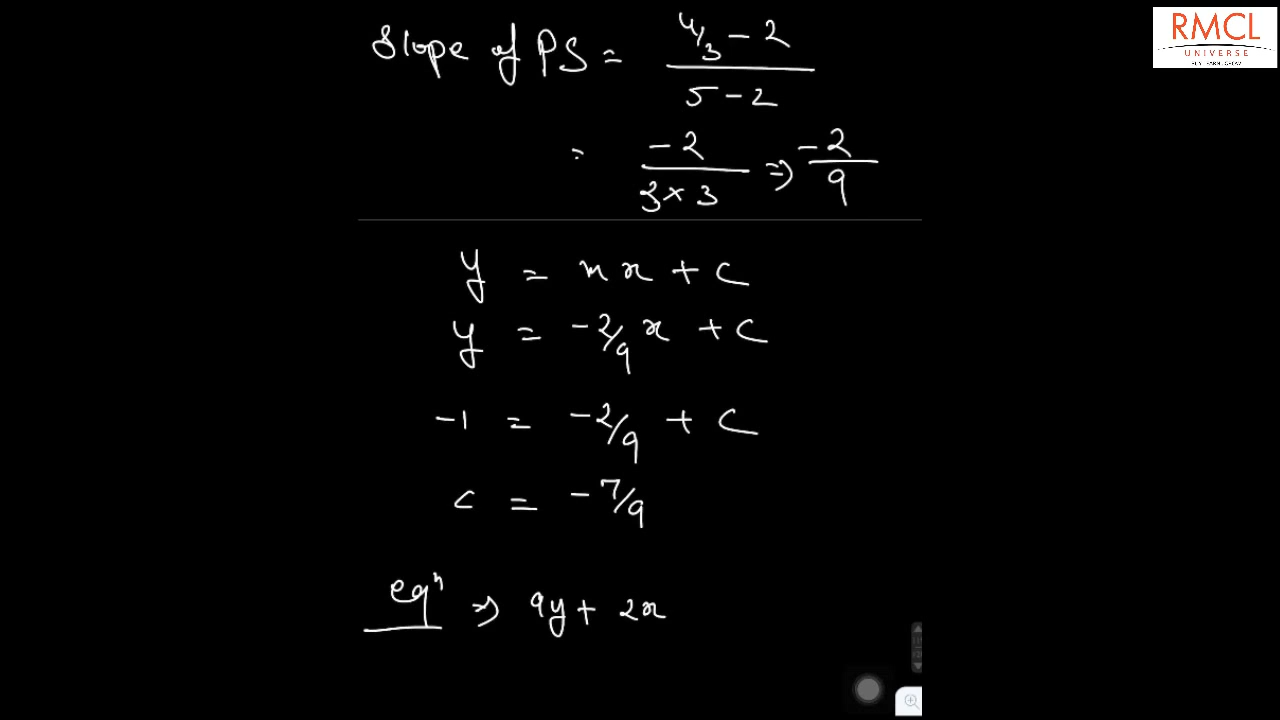 RMCL
UNIVERSE
Slope of PS = (4/3 - 2)/(5 - 2)
= -2/(3 × 3) ⇒ -2/9
y = mx + c
y = -2/9 x + c
-1 = -2/9 + c
c = -7/9
eqⁿ ⇒ 9y + 2x